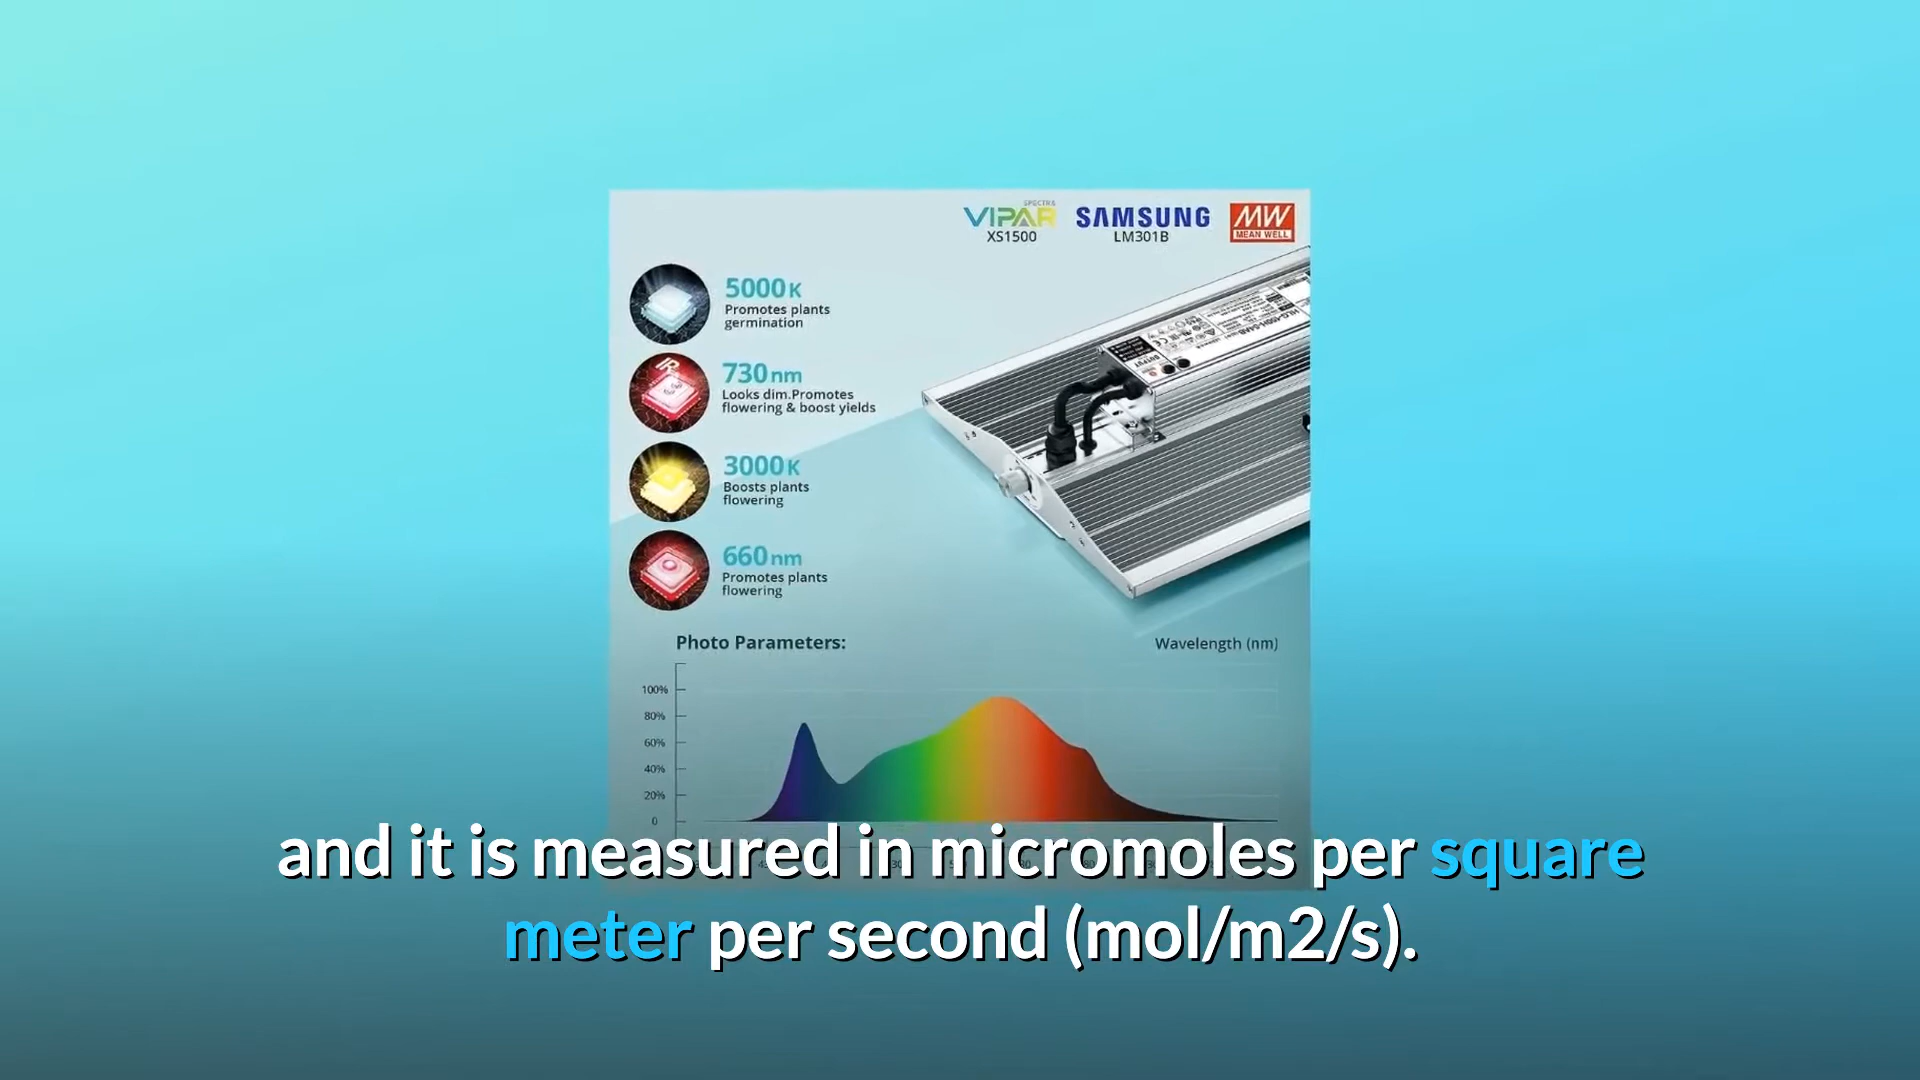 SPECTRA
VIPAR SAMSUNG MW
XS1500 LM301B MEAN WELL
5000K
Promotes plants
germination
IR
730nm
Looks dim.Promotes
flowering & boost yields
3000K
Boosts plants
flowering
660nm
Promotes plants
flowering
OUTPUT
Photo Parameters: Wavelength (nm)
100%
80%
60%
40%
20%
0
and it is measured in micromoles per square
meter per second (mol/m2/s).